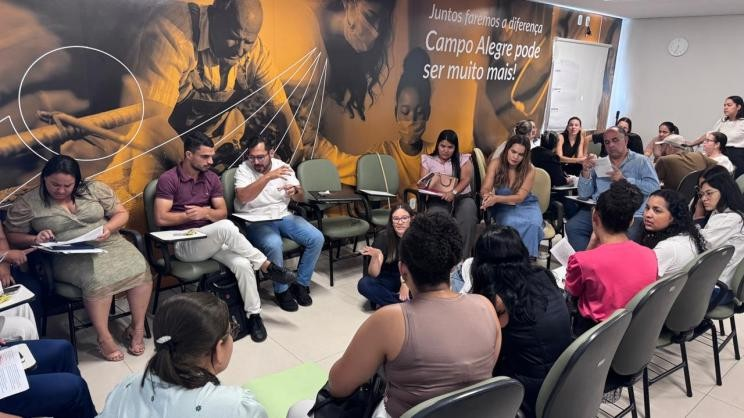 Juntos faremos a diferença
Campo Alegre pode
ser muito mais!